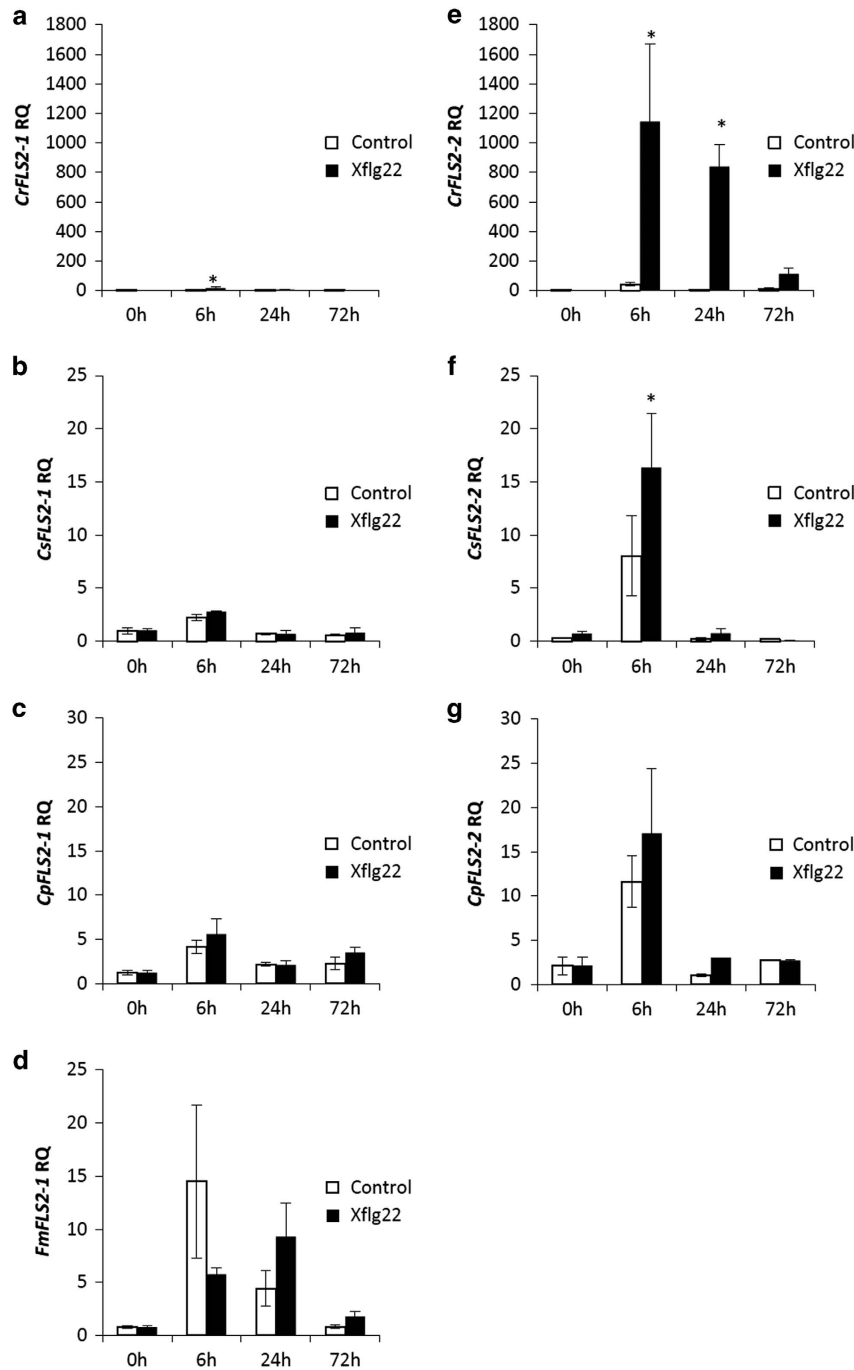 a
1800
1600
1400
1200
1000
800
600
400
200
0
CrFLS2-1 RQ
Control
Xflg22
*
0h 6h 24h 72h
e
1800
1600
1400
1200
1000
800
600
400
200
0
CrFLS2-2 RQ
Control
Xflg22
*
*
0h 6h 24h 72h
b
25
20
15
10
5
0
CsFLS2-1 RQ
Control
Xflg22
0h 6h 24h 72h
f
25
20
15
10
5
0
CsFLS2-2 RQ
Control
Xflg22
*
0h 6h 24h 72h
c
30
25
20
15
10
5
0
CpFLS2-1 RQ
Control
Xflg22
0h 6h 24h 72h
g
30
25
20
15
10
5
0
CpFLS2-2 RQ
Control
Xflg22
0h 6h 24h 72h
d
25
20
15
10
5
0
FmFLS2-1 RQ
Control
Xflg22
0h 6h 24h 72h